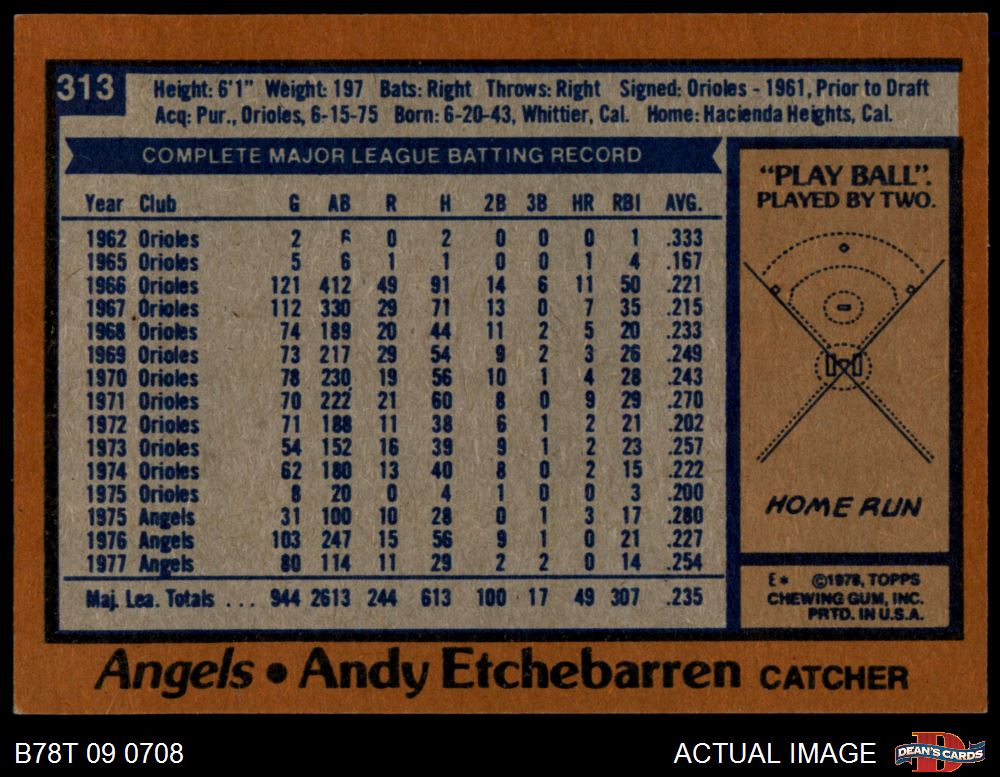 313
Height: 6'1" Weight: 197 Bats: Right Throws: Right Signed: Orioles - 1961, Prior to Draft
Acq: Pur., Orioles, 6-15-75 Born: 6-20-43, Whittier, Cal. Home: Hacienda Heights, Cal.
COMPLETE MAJOR LEAGUE BATTING RECORD
Year Club G AB R H 2B 3B HR RBI AVG.
1962 Orioles 2 6 0 2 0 0 0 1 .333
1965 Orioles 5 6 1 1 0 0 1 4 .167
1966 Orioles 121 412 49 91 14 6 11 50 .221
1967 Orioles 112 330 29 71 13 0 7 35 .215
1968 Orioles 74 189 20 44 11 2 5 20 .233
1969 Orioles 73 217 29 54 9 2 3 26 .249
1970 Orioles 78 230 19 56 10 1 4 28 .243
1971 Orioles 70 222 21 60 8 0 9 29 .270
1972 Orioles 71 188 11 38 6 1 2 21 .202
1973 Orioles 54 152 16 39 9 1 2 23 .257
1974 Orioles 62 180 13 40 8 0 2 15 .222
1975 Orioles 8 20 0 4 1 0 0 3 .200
1975 Angels 31 100 10 28 0 1 3 17 .280
1976 Angels 103 247 15 56 9 1 0 21 .227
1977 Angels 80 114 11 29 2 2 0 14 .254
Maj. Lea. Totals ... 944 2613 244 613 100 17 49 307 .235
"PLAY BALL".
PLAYED BY TWO.
HOME RUN
E* ©1978, TOPPS
CHEWING GUM, INC.
PRTD. IN U.S.A.
Angels • Andy Etchebarren CATCHER
B78T 09 0708
ACTUAL IMAGE
DEAN'S CARDS